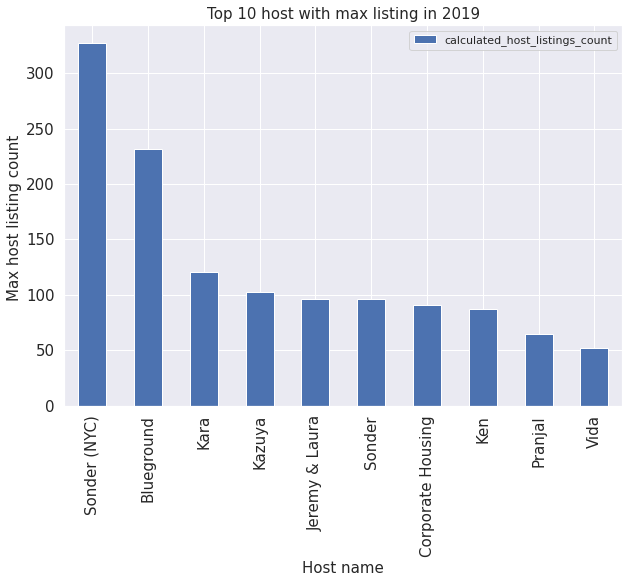 Top 10 host with max listing in 2019
calculated_host_listings_count
Max host listing count
300
250
200
150
100
50
0
Sonder (NYC)
Blueground
Kara
Kazuya
Jeremy & Laura
Sonder
Corporate Housing
Ken
Pranjal
Vida
Host name